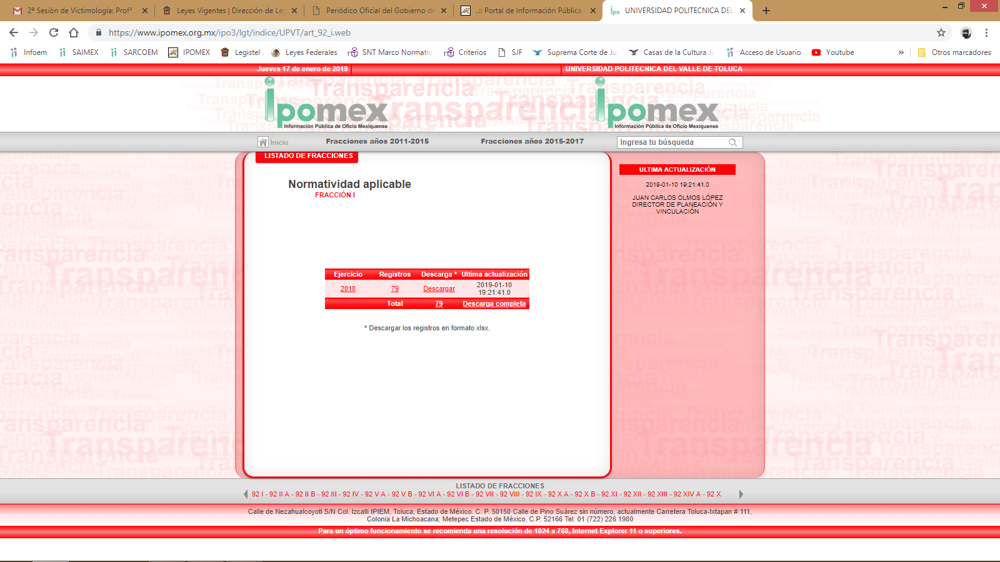 2ª Sesión de Victimología: Profª.
Leyes Vigentes | Dirección de Leg
Periódico Oficial del Gobierno de
..:: Portal de Información Pública
UNIVERSIDAD POLITECNICA DEL
https://www.ipomex.org.mx/ipo3/lgt/indice/UPVT/art_92_i.web
Infoem SAIMEX SARCOEM IPOMEX Legistel Leyes Federales SNT Marco Normativ Criterios SJF Suprema Corte de Jus Casas de la Cultura Ju Acceso de Usuario Youtube » Otros marcadores
Jueves 17 de enero de 2019 UNIVERSIDAD POLITECNICA DEL VALLE DE TOLUCA
ipomex ipomex
Información Pública de Oficio Mexiquense Información Pública de Oficio Mexiquense
Transparencia
Inicio Fracciones años 2011-2015 Fracciones años 2015-2017 Ingresa tu búsqueda
LISTADO DE FRACCIONES
Normatividad aplicable
FRACCIÓN I
ULTIMA ACTUALIZACIÓN
2019-01-10 19:21:41.0
JUAN CARLOS OLMOS LÓPEZ
DIRECTOR DE PLANEACIÓN Y
VINCULACIÓN
Ejercicio Registros Descarga * Ultima actualización
2018 79 Descargar 2019-01-10
19:21:41.0
Total 79 Descarga completa
* Descargar los registros en formato xlsx.
LISTADO DE FRACCIONES
92 I - 92 II A - 92 II B - 92 III - 92 IV - 92 V A - 92 V B - 92 VI A - 92 VI B - 92 VII - 92 VIII - 92 IX - 92 X A - 92 X B - 92 XI - 92 XII - 92 XIII - 92 XIV A - 92 X
Calle de Nezahualcoyotl S/N Col. Izcalli IPIEM, Toluca, Estado de México. C. P. 50150 Calle de Pino Suárez sin número, actualmente Carretera Toluca-Ixtapan # 111,
Colonia La Michoacana; Metepec Estado de México, C.P. 52166 Tel: 01 (722) 226 1980
Para un óptimo funcionamiento se recomienda una resolución de 1024 x 768, Internet Explorer 11 o superiores.